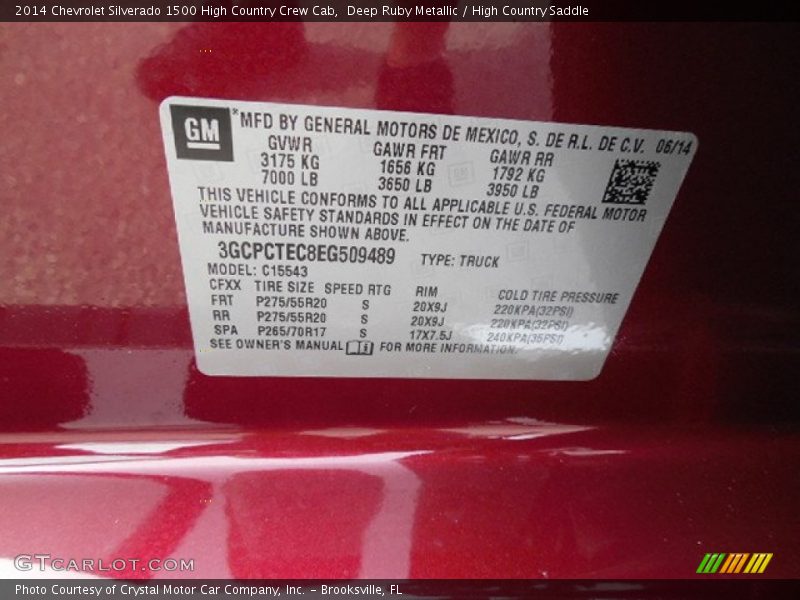 2014 Chevrolet Silverado 1500 High Country Crew Cab, Deep Ruby Metallic / High Country Saddle
GM *MFD BY GENERAL MOTORS DE MEXICO, S. DE R.L. DE C.V. 06/14
GVWR GAWR FRT GAWR RR
3175 KG 1656 KG 1792 KG
7000 LB 3650 LB 3950 LB
THIS VEHICLE CONFORMS TO ALL APPLICABLE U.S. FEDERAL MOTOR
VEHICLE SAFETY STANDARDS IN EFFECT ON THE DATE OF
MANUFACTURE SHOWN ABOVE.
3GCPCTEC8EG509489 TYPE: TRUCK
MODEL: C15543
CFXX TIRE SIZE SPEED RTG RIM COLD TIRE PRESSURE
FRT P275/55R20 S 20X9J 220KPA(32PSI)
RR P275/55R20 S 20X9J 220KPA(32PSI)
SPA P265/70R17 S 17X7.5J 240KPA(35PSI)
SEE OWNER'S MANUAL FOR MORE INFORMATION.
GTcarlot.com
Photo Courtesy of Crystal Motor Car Company, Inc. – Brooksville, FL